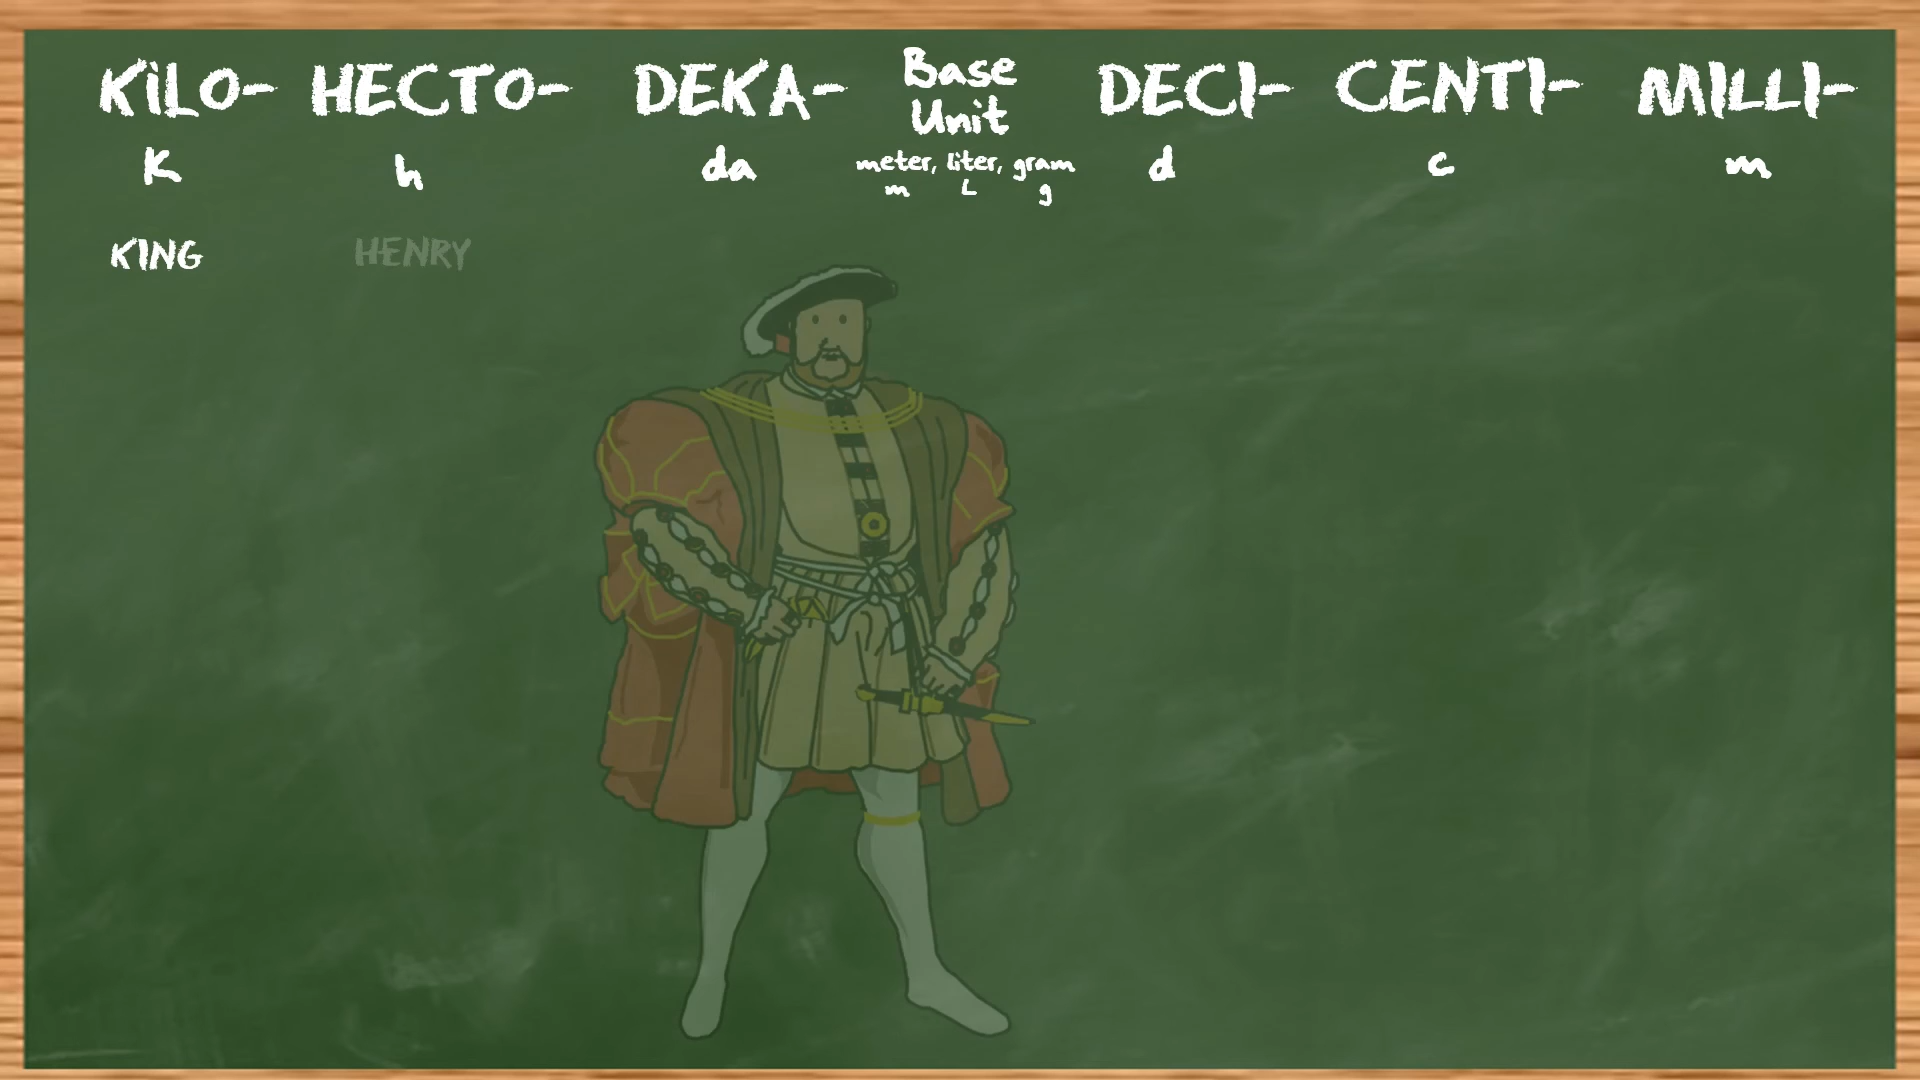 KiLO- HECTO- DEKA- Base Unit DECI- CENTI- MILLI-
K h da meter, liter, gram d c m
m L g
KING HENRY